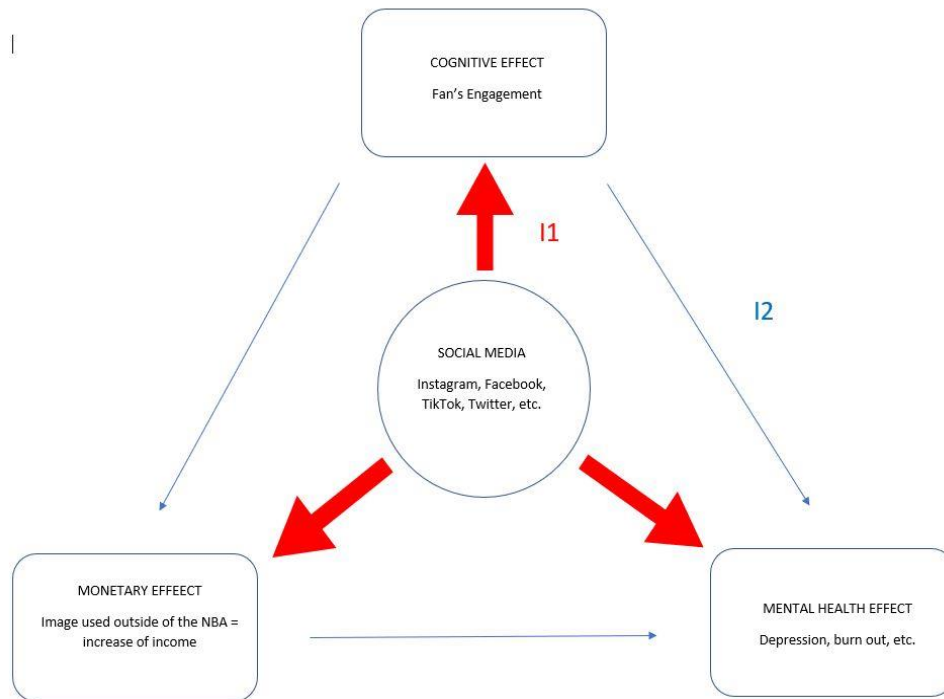 COGNITIVE EFFECT
Fan's Engagement
I1
I2
SOCIAL MEDIA
Instagram, Facebook,
TikTok, Twitter, etc.
MONETARY EFFEECT
Image used outside of the NBA =
increase of income
MENTAL HEALTH EFFECT
Depression, burn out, etc.